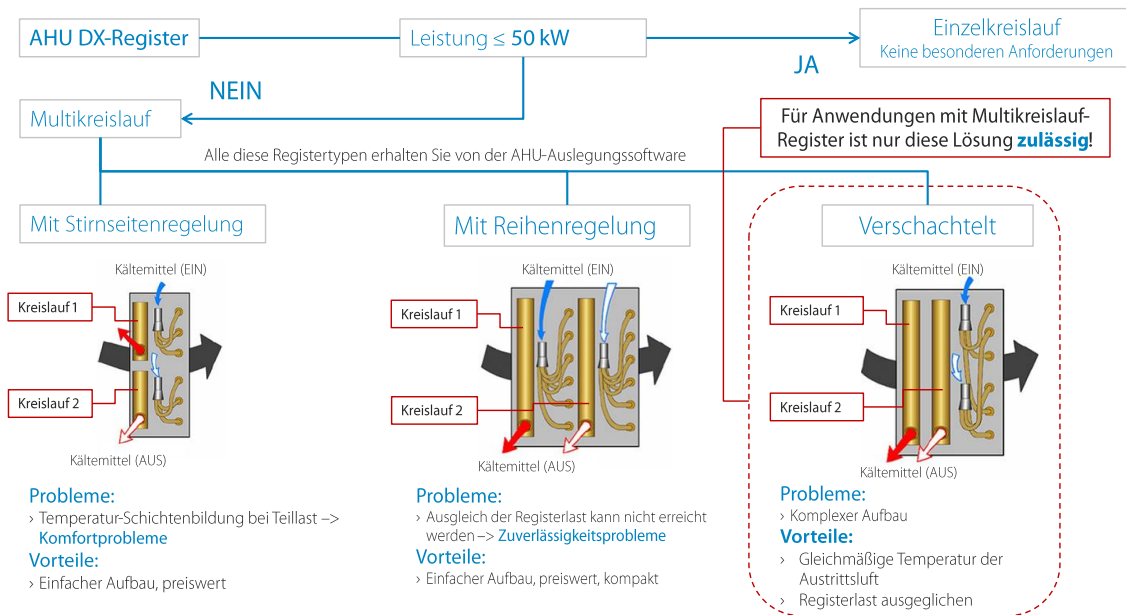 AHU DX-Register
Leistung ≤ 50 kW
Einzelkreislauf
Keine besonderen Anforderungen
JA
NEIN
Multikreislauf
Für Anwendungen mit Multikreislauf-
Register ist nur diese Lösung zulässig!
Alle diese Registertypen erhalten Sie von der AHU-Auslegungssoftware
Mit Stirnseitenregelung
Kältemittel (EIN)
Kreislauf 1
Kreislauf 2
Kältemittel (AUS)
Probleme:
› Temperatur-Schichtenbildung bei Teillast –>
Komfortprobleme
Vorteile:
› Einfacher Aufbau, preiswert
Mit Reihenregelung
Kältemittel (EIN)
Kreislauf 1
Kreislauf 2
Kältemittel (AUS)
Probleme:
› Ausgleich der Registerlast kann nicht erreicht
werden –> Zuverlässigkeitsprobleme
Vorteile:
› Einfacher Aufbau, preiswert, kompakt
Verschachtelt
Kältemittel (EIN)
Kreislauf 1
Kreislauf 2
Kältemittel (AUS)
Probleme:
› Komplexer Aufbau
Vorteile:
› Gleichmäßige Temperatur der
Austrittsluft
› Registerlast ausgeglichen